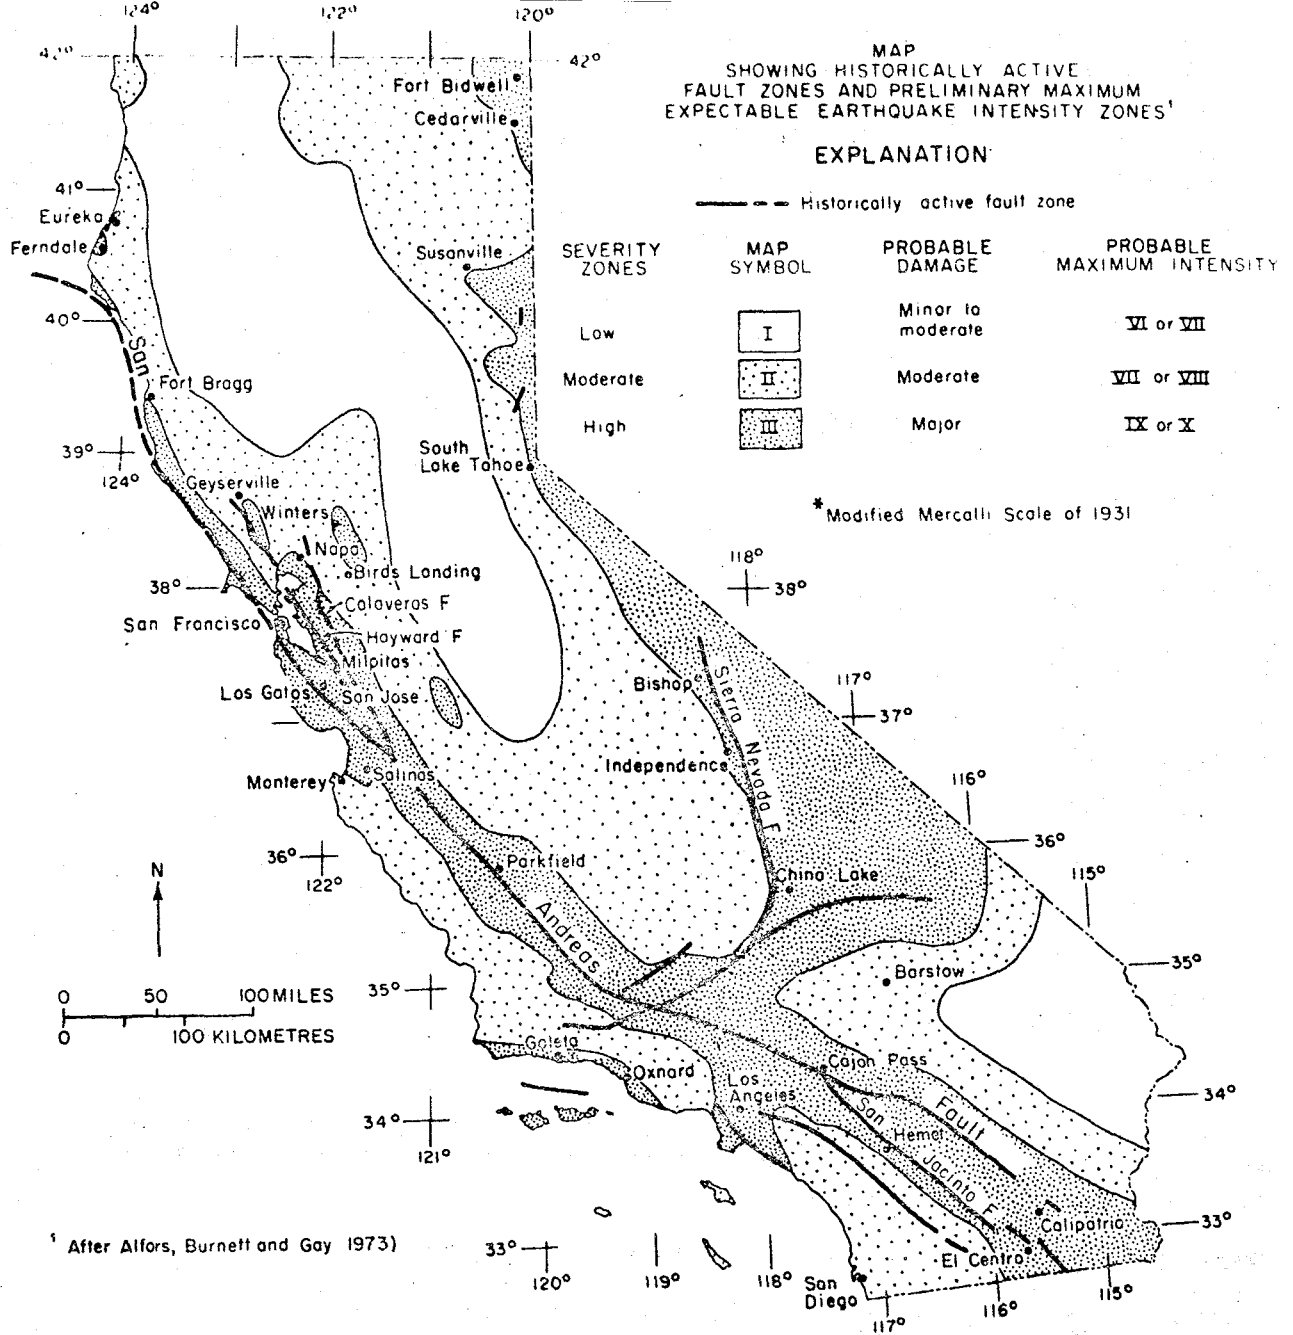 124°
122°
120°
42°
42°
MAP
SHOWING HISTORICALLY ACTIVE
FAULT ZONES AND PRELIMINARY MAXIMUM
EXPECTABLE EARTHQUAKE INTENSITY ZONES¹
EXPLANATION
Historically active fault zone
SEVERITY ZONES
MAP SYMBOL
PROBABLE DAMAGE
PROBABLE MAXIMUM INTENSITY
Low
I
Minor to moderate
VI or VII
Moderate
II
Moderate
VII or VIII
High
III
Major
IX or X
*Modified Mercalli Scale of 1931
Fort Bidwell
Cedarville
41°
Eureka
Ferndale
Susanville
40°
San
Fort Bragg
39°
124°
South
Lake Tahoe
Geyserville
Winters
Napa
Birds Landing
38°
118°
38°
Calaveras F
San Francisco
Hayward F
Milpitas
Los Gatos
San Jose
Bishop
Sierra Nevada F
117°
37°
Independence
Monterey
Salinas
116°
36°
36°
122°
Parkfield
China Lake
115°
N
Andreas
35°
Barstow
35°
0 50 100 MILES
0 100 KILOMETRES
Goleta
Oxnard
Cajon Pass
Los
Angeles
34°
34°
121°
San Jacinto F
Hemet
Fault
Calipatria
33°
El Centro
33°
120°
119°
118°
San
Diego
117°
116°
115°
¹ After Alfors, Burnett and Gay 1973)